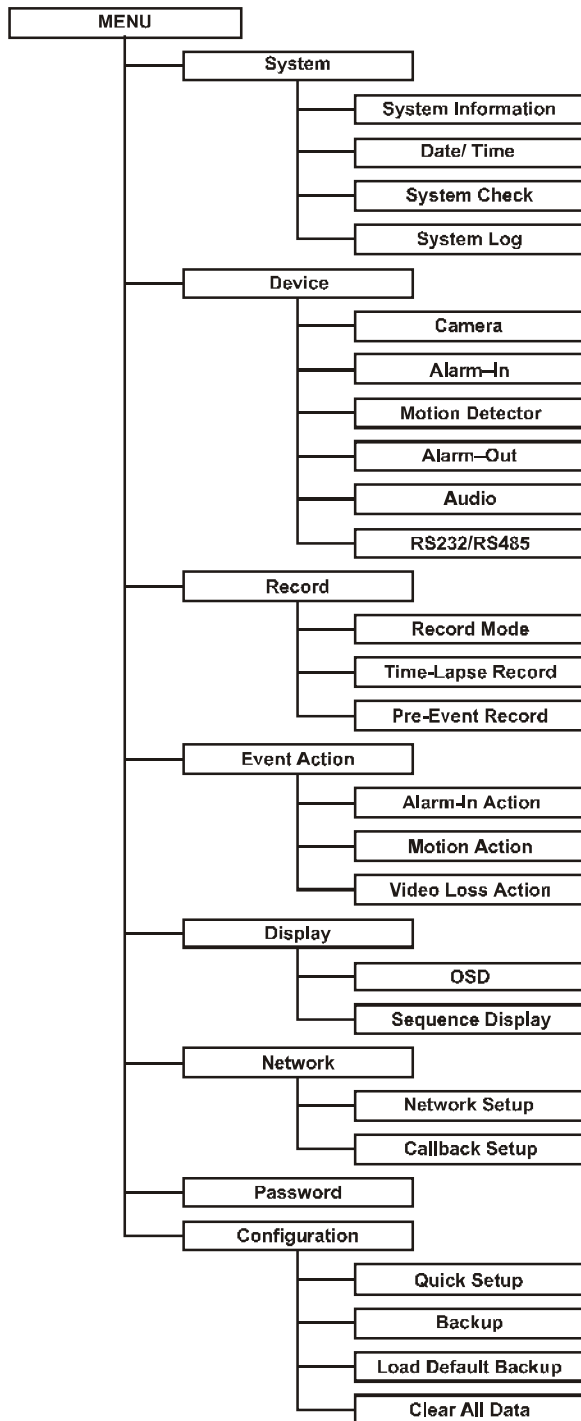 MENU
System
System Information
Date/ Time
System Check
System Log
Device
Camera
Alarm–In
Motion Detector
Alarm–Out
Audio
RS232/RS485
Record
Record Mode
Time-Lapse Record
Pre-Event Record
Event Action
Alarm-In Action
Motion Action
Video Loss Action
Display
OSD
Sequence Display
Network
Network Setup
Callback Setup
Password
Configuration
Quick Setup
Backup
Load Default Backup
Clear All Data